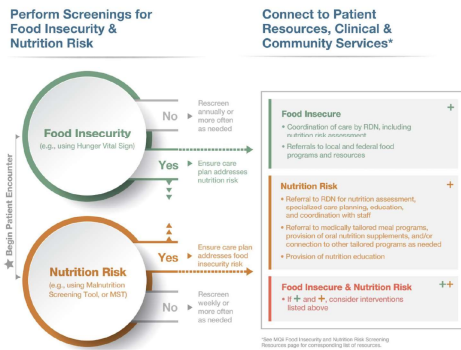 Perform Screenings for
Food Insecurity &
Nutrition Risk
Connect to Patient
Resources, Clinical &
Community Services*
Begin Patient Encounter
Food Insecurity
(e.g., using Hunger Vital Sign)
No
Rescreen
annually or
more often
as needed
Yes
Ensure care
plan addresses
nutrition risk
Nutrition Risk
(e.g., using Malnutrition
Screening Tool, or MST)
Yes
Ensure care plan
addresses food
insecurity risk
No
Rescreen
weekly or
more often
as needed
Food Insecure +
• Coordination of care by RDN, including
nutrition risk assessment
• Referrals to local and federal food
programs and resources
Nutrition Risk +
• Referral to RDN for nutrition assessment,
specialized care planning, education,
and coordination with staff
• Referral to medically tailored meal programs,
provision of oral nutrition supplements, and/or
connection to other tailored programs as needed
• Provision of nutrition education
Food Insecure & Nutrition Risk ++
• If + and +, consider interventions
listed above
*See MQii Food Insecurity and Nutrition Risk Screening
Resources page for corresponding list of resources.